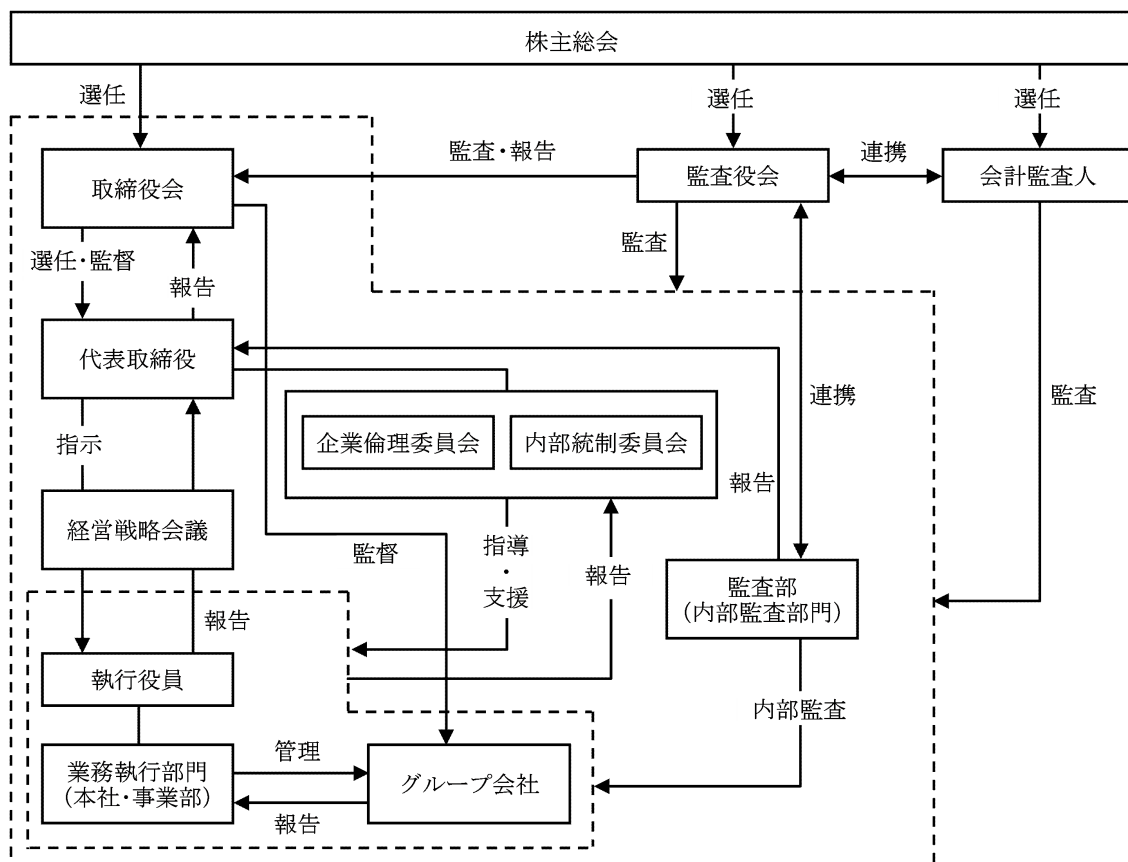 株主総会
選任
選任
選任
監査・報告
連携
取締役会
監査役会
会計監査人
選任・監督
報告
監査
代表取締役
指示
企業倫理委員会
内部統制委員会
連携
監査
報告
経営戦略会議
監督
指導
・
支援
報告
監査部
（内部監査部門）
報告
執行役員
内部監査
業務執行部門
（本社・事業部）
管理
グループ会社
報告